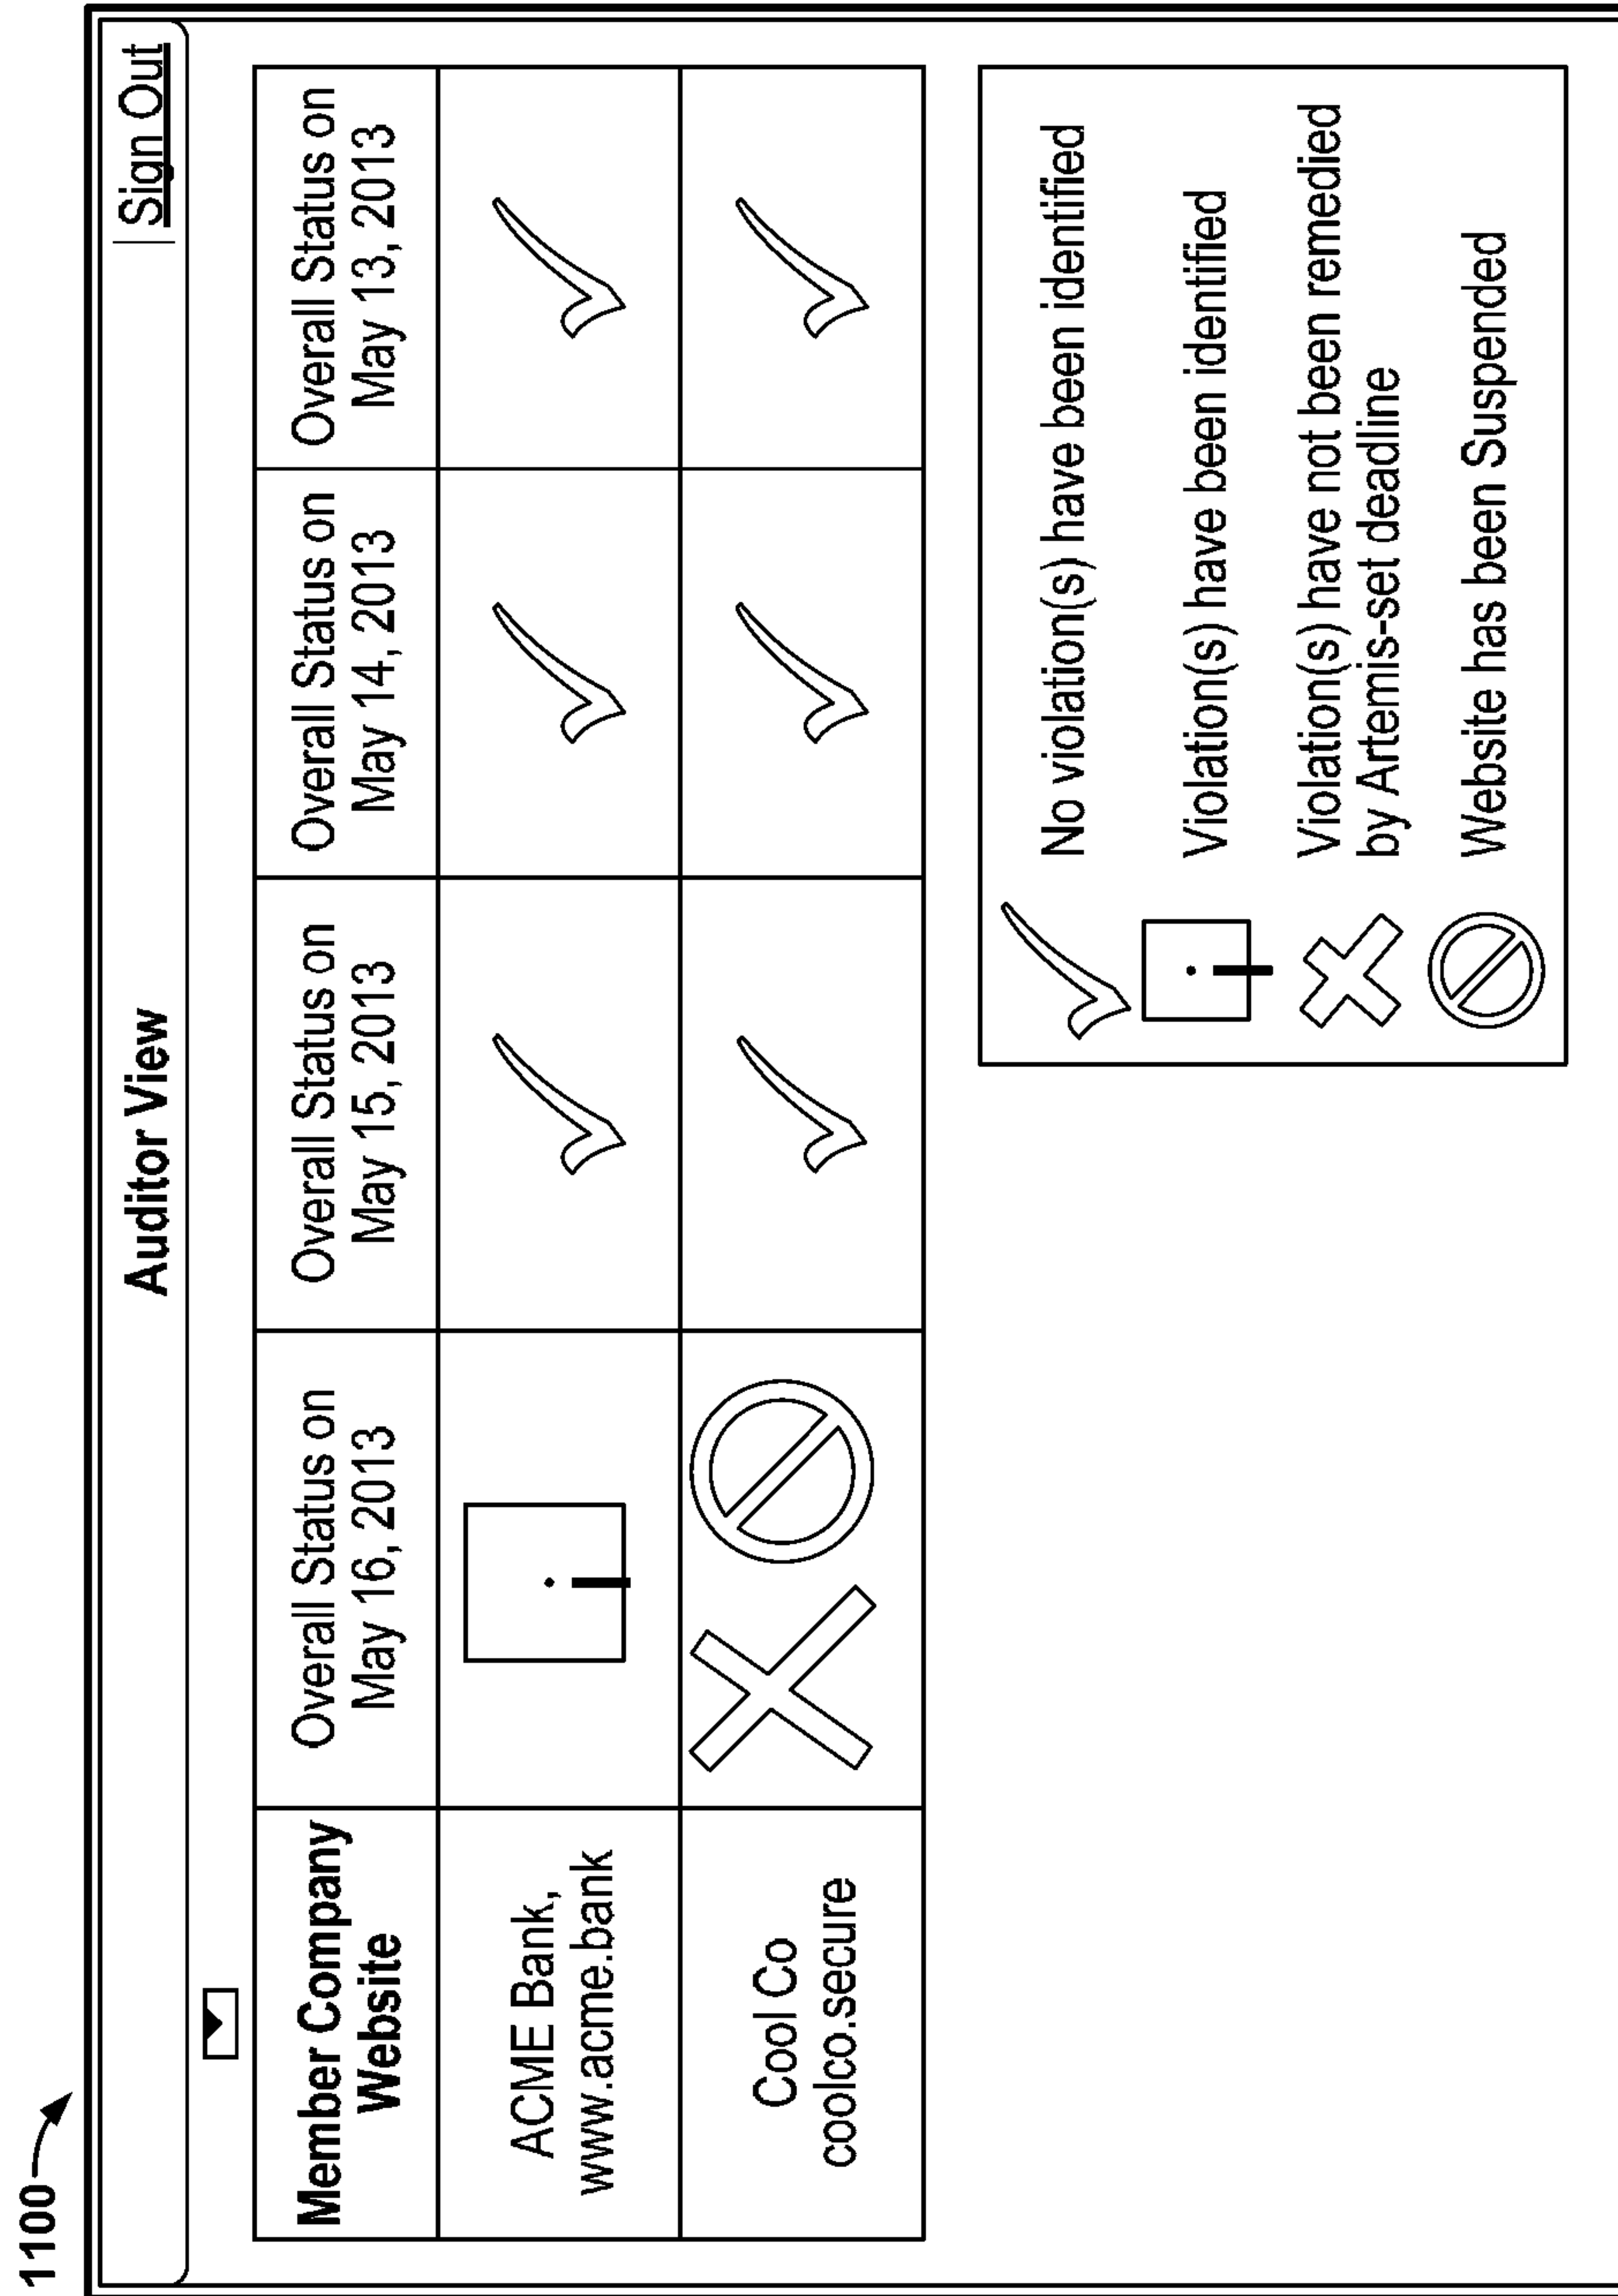 1100
Auditor View
Sign Out
Member Company
Website
Overall Status on
May 16, 2013
Overall Status on
May 15, 2013
Overall Status on
May 14, 2013
Overall Status on
May 13, 2013
ACME Bank,
www.acme.bank
Cool Co
coolco.secure
No violation(s) have been identified
Violation(s) have been identified
Violation(s) have not been remedied
by Artemis-set deadline
Website has been Suspended